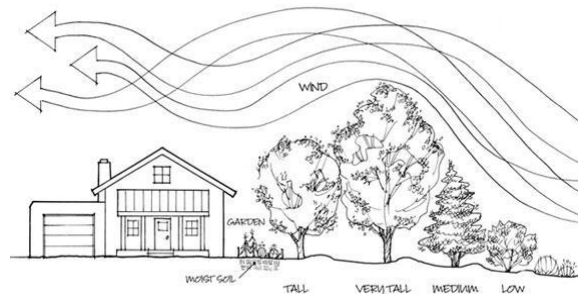 WIND
GARDEN
MOIST SOIL
TALL
VERY TALL
MEDIUM
LOW